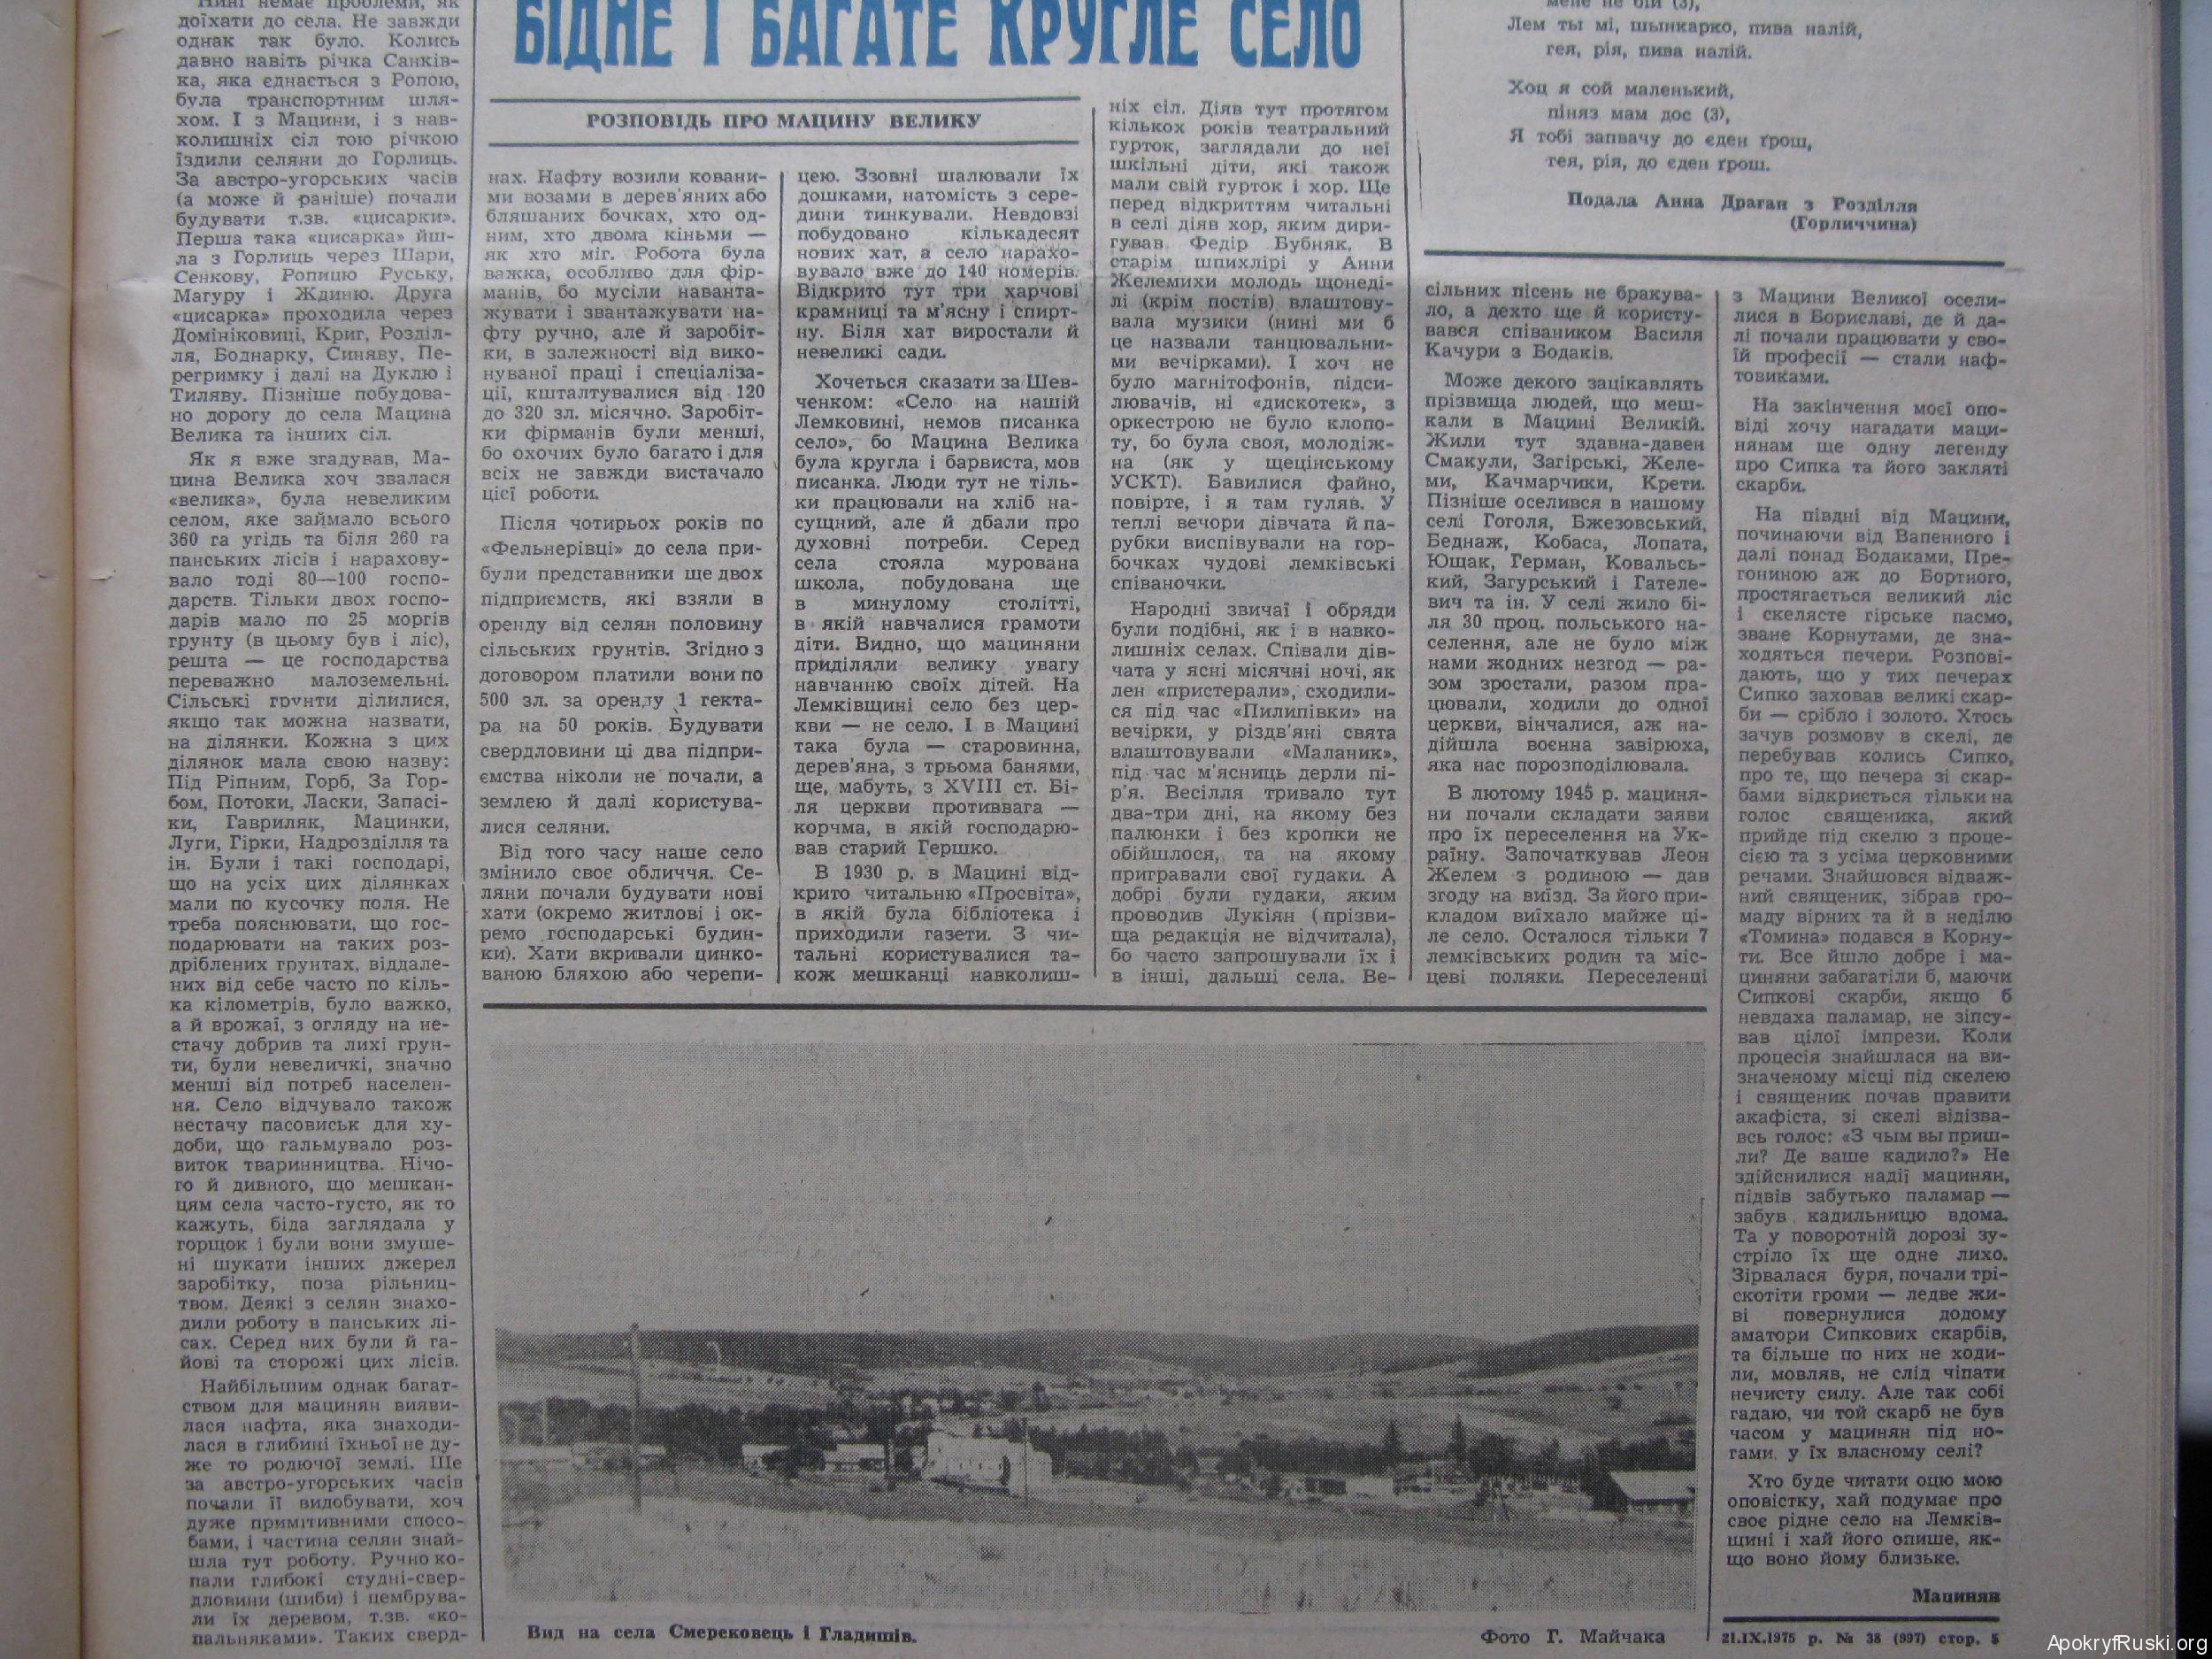 Нині немає проблеми, як
доїхати до села. Не завжди
однак так було. Колись
давно навіть річка Санків-
ка, яка єднається з Ропою,
була транспортним шля-
хом. І з Мацини, і з нав-
колишніх сіл тою річкою
їздили селяни до Горлиць.
За австро-угорських часів
(а може й раніше) почали
будувати т.зв. «цисарки».
Перша така «цисарка» йш-
ла з Горлиць через Шари,
Сенкову, Ропицю Руську,
Магуру і Ждиню. Друга
«цисарка» проходила через
Домініковиці, Криг, Розділ-
ля, Боднарку, Синяву, Пе-
регримку і далі на Дуклю і
Тиляву. Пізніше побудова-
но дорогу до села Мацина
Велика та інших сіл.
Як я вже згадував, Ма-
цина Велика хоч звалася
«велика», була невеликим
селом, яке займало всього
360 га угідь та біля 260 га
панських лісів і нарахову-
вало тоді 80—100 госпо-
дарств. Тільки двох госпо-
дарів мало по 25 моргів
грунту (в цьому був і ліс),
решта — це господарства
переважно малоземельні.
Сільські грунти ділилися,
якщо так можна назвати,
на ділянки. Кожна з цих
ділянок мала свою назву:
Під Ріпним, Горб, За Гор-
бом, Потоки, Ласки, Запасі-
ки, Гавриляк, Мацинки,
Луги, Гірки, Надрозділля та
ін. Були і такі господарі,
що на усіх цих ділянках
мали по кусочку поля. Не
треба пояснювати, що гос-
подарювати на таких роз-
дріблених грунтах, віддале-
них від себе часто по кіль-
ка кілометрів, було важко,
а й врожаї, з огляду на не-
стачу добрив та лихі грун-
ти, були невеличкі, значно
менші від потреб населен-
ня. Село відчувало також
нестачу пасовиськ для ху-
доби, що гальмувало роз-
виток тваринництва. Нічо-
го й дивного, що мешкан-
цям села часто-густо, як то
кажуть, біда заглядала у
горщок і були вони змуше-
ні шукати інших джерел
заробітку, поза рільниц-
твом. Деякі з селян знахо-
дили роботу в панських лі-
сах. Серед них були й га-
йові та сторожі цих лісів.
Найбільшим однак багат-
ством для мацинян вияви-
лася нафта, яка знаходи-
лася в глибині їхньої не ду-
же то родючої землі. Ще
за австро-угорських часів
почали її вилобувати, хоч
дуже примітивними спосо-
бами, і частина селян знай-
шла тут роботу. Ручно ко-
пали глибокі студні-свер-
дловини (шиби) і цембрува-
ли їх деревом, т.зв. «ко-
пальняками». Таких сверд-
БІДНЕ І БАГАТЕ КРУГЛЕ СЕЛО
РОЗПОВІДЬ ПРО МАЦИНУ ВЕЛИКУ
нах. Нафту возили ковани-
ми возами в дерев'яних або
бляшаних бочках, хто од-
ним, хто двома кіньми —
як хто міг. Робота була
важка, особливо для фір-
манів, бо мусіли наванта-
жувати і звантажувати на-
фту ручно, але й заробіт-
ки, в залежності від вико-
нуваної праці і спеціаліза-
ції, кшталтувалися від 120
до 320 зл. місячно. Заробіт-
ки фірманів були менші,
бо охочих було багато і для
всіх не завжди вистачало
цієї роботи.
Після чотирьох років по
«Фельнерівці» до села при-
були представники ще двох
підприємств, які взяли в
оренду від селян половину
сільських грунтів. Згідно з
договором платили вони по
500 зл. за оренду 1 гекта-
ра на 50 років. Будувати
свердловини ці два підпри-
ємства ніколи не почали, а
землею й далі користува-
лися селяни.
Від того часу наше село
змінило своє обличчя. Се-
ляни почали будувати нові
хати (окремо житлові і ок-
ремо господарські будин-
ки). Хати вкривали цинко-
ваною бляхою або черепи-
цею. Ззовні шалювали їх
дошками, натомість з сере-
дини тинкували. Невдовзі
побудовано кількадесят
нових хат, а село нарахо-
вувало вже до 140 номерів.
Відкрито тут три харчові
крамниці та м'ясну і спирт-
ну. Біля хат виростали й
невеликі сади.
Хочеться сказати за Шев-
ченком: «Село на нашій
Лемковині, немов писанка
село», бо Мацина Велика
була кругла і барвиста, мов
писанка. Люди тут не тіль-
ки працювали на хліб на-
сущний, але й дбали про
духовні потреби. Серед
села стояла мурована
школа, побудована ще
в минулому столітті,
в якій навчалися грамоти
діти. Видно, що мациняни
приділяли велику увагу
навчанню своїх дітей. На
Лемківщині село без цер-
кви — не село. І в Мацині
така була — старовинна,
дерев'яна, з трьома банями,
ще, мабуть, з XVIII ст. Бі-
ля церкви противвага —
корчма, в якій господарю-
вав старий Гершко.
В 1930 р. в Мацині від-
крито читальню «Просвіта»,
в якій була бібліотека і
приходили газети. З чи-
тальні користувалися та-
кож мешканці навколиш-
ніх сіл. Діяв тут протягом
кількох років театральний
гурток, заглядали до неї
шкільні діти, які також
мали свій гурток і хор. Ще
перед відкриттям читальні
в селі діяв хор, яким дири-
гував Федір Бубняк. В
старім шпихлірі у Анни
Желемихи молодь щонеді-
лі (крім постів) влаштову-
вала музики (нині ми б
це назвали танцювальни-
ми вечірками). І хоч не
було магнітофонів, підси-
лювачів, ні «дискотек», з
оркестрою не було клопо-
ту, бо була своя, молодіж-
на (як у щецінському
УСКТ). Бавилися файно,
повірте, і я там гуляв. У
теплі вечори дівчата й па-
рубки виспівували на гор-
бочках чудові лемківські
співаночки.
Народні звичаї і обряди
були подібні, як і в навко-
лишніх селах. Співали дів-
чата у ясні місячні ночі, як
лен «пристерали», сходили-
ся під час «Пилипівки» на
вечірки, у різдв'яні свята
влаштовували «Маланик»,
під час м'ясниць дерли пі-
р'я. Весілля тривало тут
два-три дні, на якому без
палюнки і без кропки не
обійшлося, та на якому
пригравали свої гудаки. А
добрі були гудаки, яким
проводив Лукіян (прізви-
ща редакція не відчитала),
бо часто запрошували їх і
в інші, дальші села. Ве-
мене не бій (3),
Лем ты мі, шынкарко, пива налій,
гея, рія, пива налій.
Хоц я сой маленький,
піняз мам дос (3),
Я тобі запвачу до єден ґрош,
гея, рія, до єден ґрош.
Подала Анна Драган з Розділля
(Горличчина)
сільних пісень не бракува-
ло, а дехто ще й користу-
вався співаником Василя
Качури з Бодаків.
Може декого зацікавлять
прізвища людей, що меш-
кали в Мацині Великій.
Жили тут здавна-давен
Смакули, Загірські, Желе-
ми, Качмарчики, Крети.
Пізніше оселився в нашому
селі Гоголя, Бжезовський,
Беднаж, Кобаса, Лопата,
Ющак, Герман, Ковальсь-
кий, Загурський і Гателе-
вич та ін. У селі жило бі-
ля 30 проц. польського на-
селення, але не було між
нами жодних незгод — ра-
зом зростали, разом пра-
цювали, ходили до одної
церкви, вінчалися, аж на-
дійшла воєнна завірюха,
яка нас порозподілювала.
В лютому 1945 р. мациня-
ни почали складати заяви
про їх переселення на Ук-
раїну. Започаткував Леон
Желем з родиною — дав
згоду на виїзд. За його при-
кладом виїхало майже ці-
ле село. Осталося тільки 7
лемківських родин та міс-
цеві поляки. Переселенці
з Мацини Великої осели-
лися в Бориславі, де й да-
лі почали працювати у сво-
їй професії — стали наф-
товиками.
На закінчення моєї опо-
віді хочу нагадати маци-
нянам ще одну легенду
про Сипка та його закляті
скарби.
На півдні від Мацини,
починаючи від Вапенного і
далі понад Бодаками, Пре-
гониною аж до Бортного,
простягається великий ліс
і скелясте гірське пасмо,
зване Корнутами, де зна-
ходяться печери. Розпові-
дають, що у тих печерах
Сипко заховав великі скар-
би — срібло і золото. Хтось
зачув розмову в скелі, де
перебував колись Сипко,
про те, що печера зі скар-
бами відкриється тільки на
голос священика, який
прийде під скелю з проце-
сією та з усіма церковними
речами. Знайшовся відваж-
ний священик, зібрав гро-
маду вірних та й в неділю
«Томина» подався в Корну-
ти. Все йшло добре і ма-
циняни забагатіли б, маючи
Сипкові скарби, якщо б
невдаха паламар, не зіпсу-
вав цілої імпрези. Коли
процесія знайшлася на ви-
значеному місці під скелею
і священик почав правити
акафіста, зі скелі відізва-
всь голос: «З чым вы приш-
ли? Де ваше кадило?» Не
здійснилися надії мацинян,
підвів забутько паламар —
забув кадильницю вдома.
Та у поворотній дорозі зу-
стріло їх ще одне лихо.
Зірвалася буря, почали трі-
скотіти громи — ледве жи-
ві повернулися додому
аматори Сипкових скарбів,
та більше по них не ходи-
ли, мовляв, не слід чіпати
нечисту силу. Але так собі
гадаю, чи той скарб не був
часом у мацинян під но-
гами у їх власному селі?
Хто буде читати оцю мою
оповістку, хай подумає про
своє рідне село на Лемків-
щині і хай його опише, як-
що воно йому близьке.
Мацинян
Вид на села Смерековець і Гладишів.
Фото Г. Майчака
21.IX.1975 р. № 38 (997) стор. 5
ApokryfRuski.org